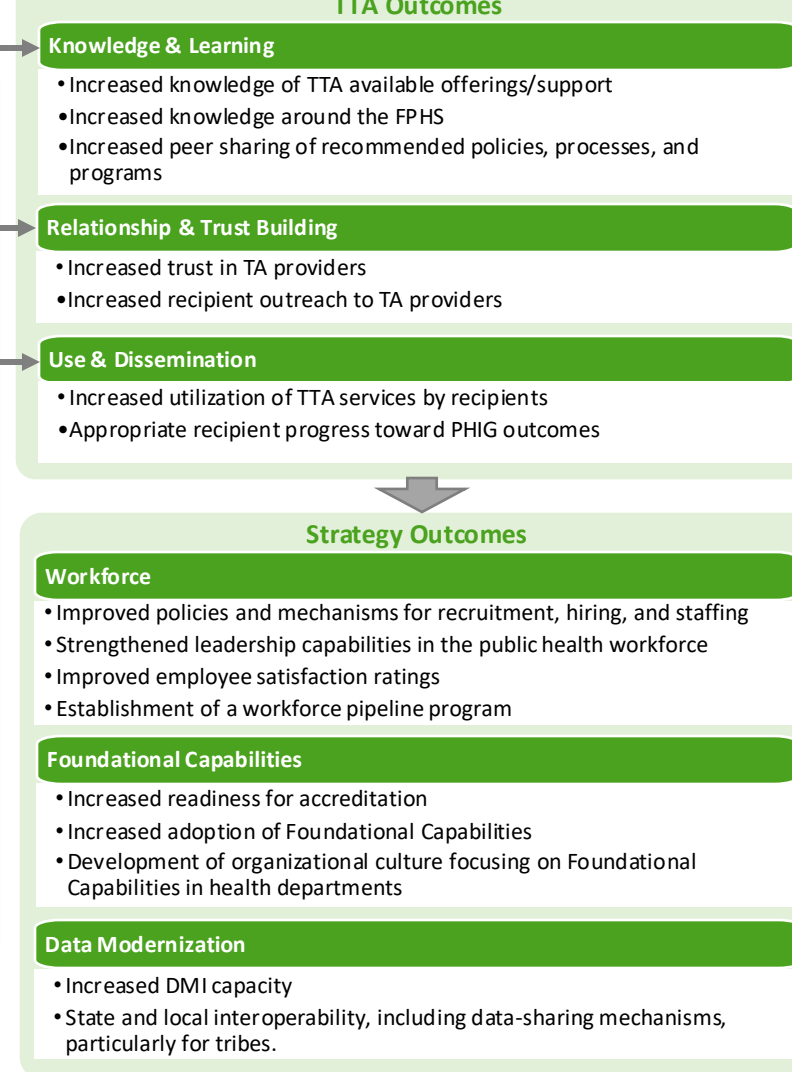 TTA Outcomes
Knowledge & Learning
• Increased knowledge of TTA available offerings/support
• Increased knowledge around the FPHS
• Increased peer sharing of recommended policies, processes, and
programs
Relationship & Trust Building
• Increased trust in TA providers
• Increased recipient outreach to TA providers
Use & Dissemination
• Increased utilization of TTA services by recipients
• Appropriate recipient progress toward PHIG outcomes
Strategy Outcomes
Workforce
• Improved policies and mechanisms for recruitment, hiring, and staffing
• Strengthened leadership capabilities in the public health workforce
• Improved employee satisfaction ratings
• Establishment of a workforce pipeline program
Foundational Capabilities
• Increased readiness for accreditation
• Increased adoption of Foundational Capabilities
• Development of organizational culture focusing on Foundational
Capabilities in health departments
Data Modernization
• Increased DMI capacity
• State and local interoperability, including data-sharing mechanisms,
particularly for tribes.